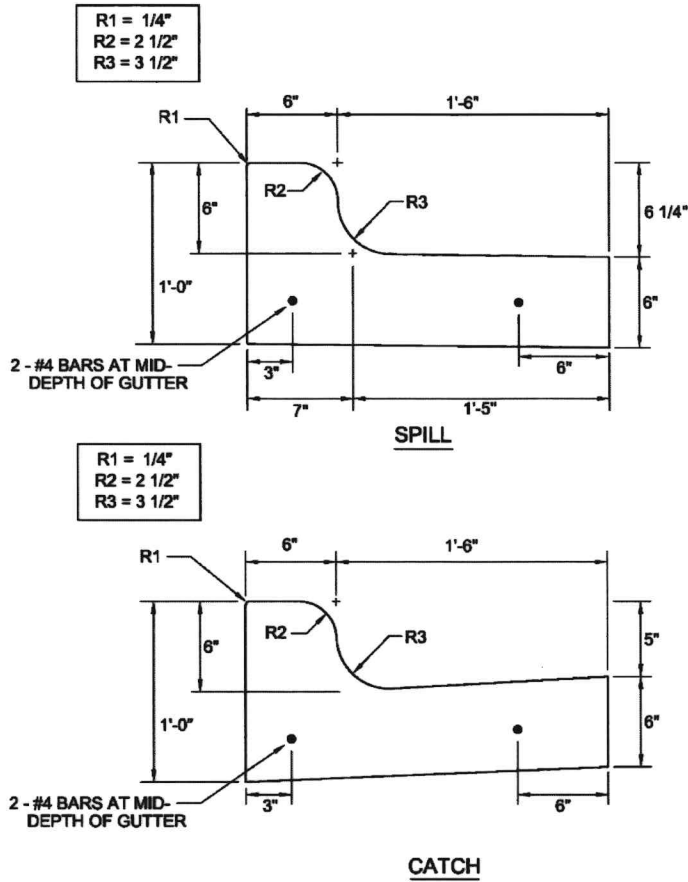 R1 = 1/4"
R2 = 2 1/2"
R3 = 3 1/2"
6"
1'-6"
R1
R2
R3
6"
6 1/4"
1'-0"
6"
2 - #4 BARS AT MID-
DEPTH OF GUTTER
3"
6"
7"
1'-5"
SPILL
R1 = 1/4"
R2 = 2 1/2"
R3 = 3 1/2"
6"
1'-6"
R1
R2
R3
6"
5"
1'-0"
6"
2 - #4 BARS AT MID-
DEPTH OF GUTTER
3"
6"
CATCH